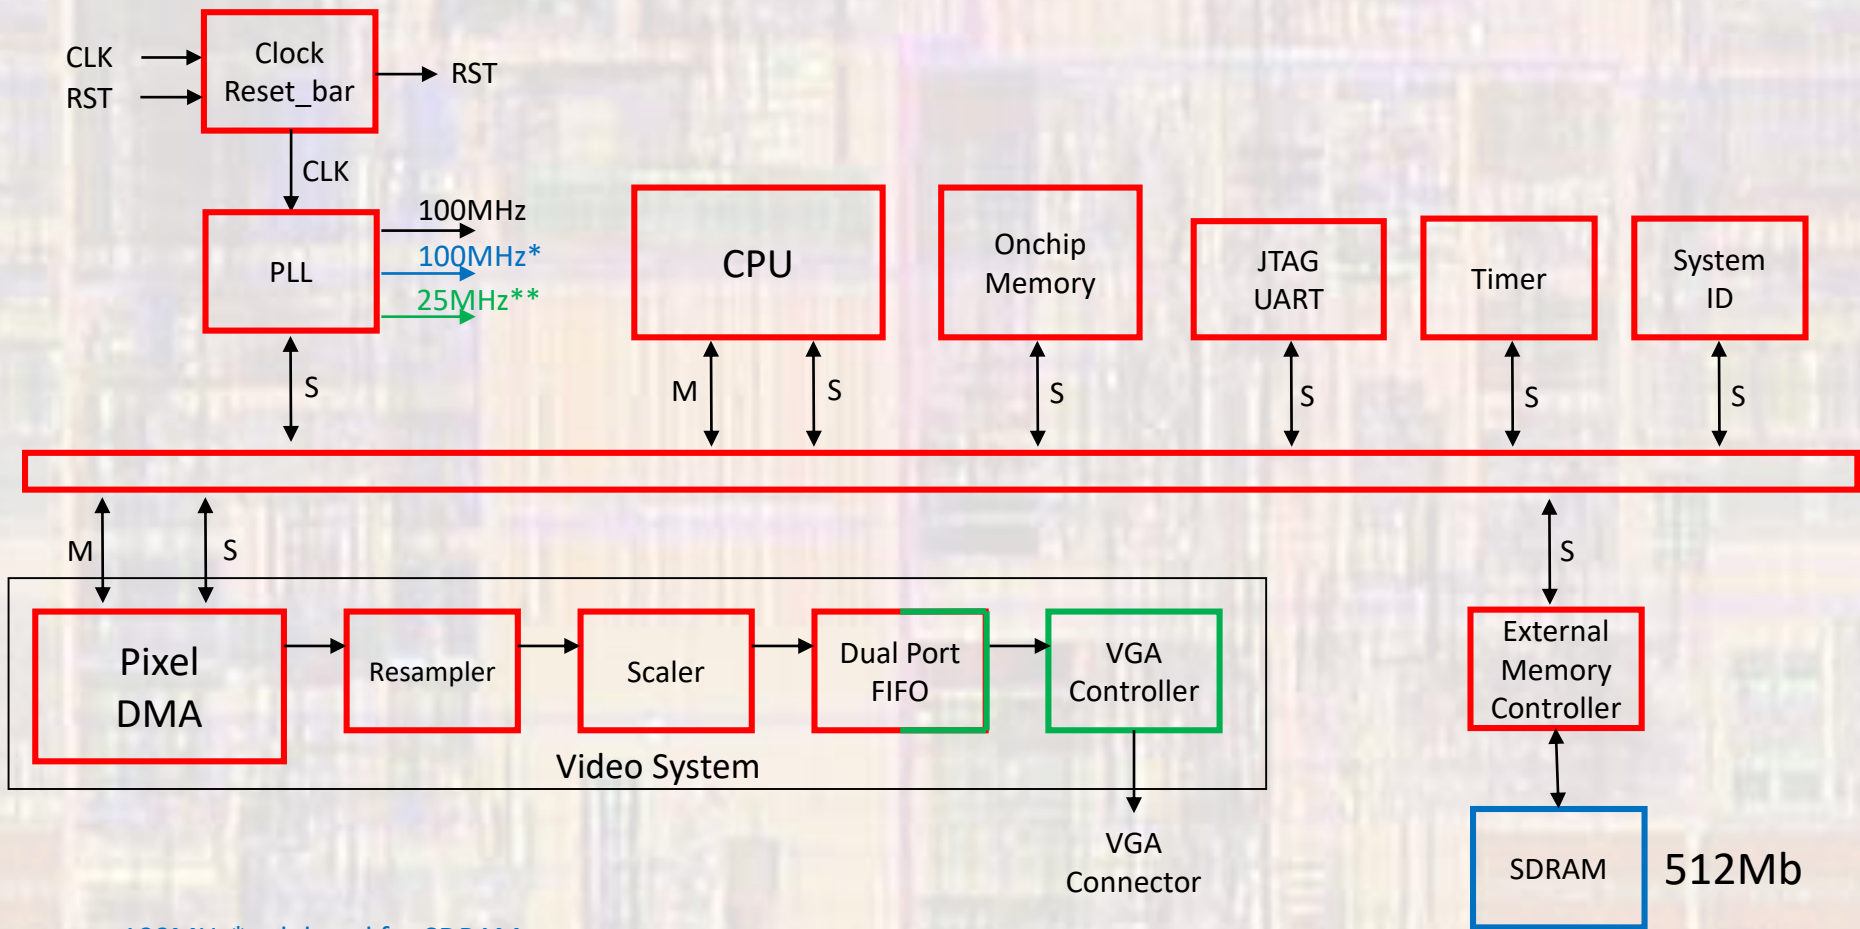 CLK
RST
Clock
Reset_bar
RST
CLK
PLL
100MHz
100MHz*
25MHz**
CPU
Onchip
Memory
JTAG
UART
Timer
System
ID
S
M
S
S
S
S
S
M
S
S
Pixel
DMA
Resampler
Scaler
Dual Port
FIFO
VGA
Controller
Video System
External
Memory
Controller
VGA
Connector
SDRAM
512Mb